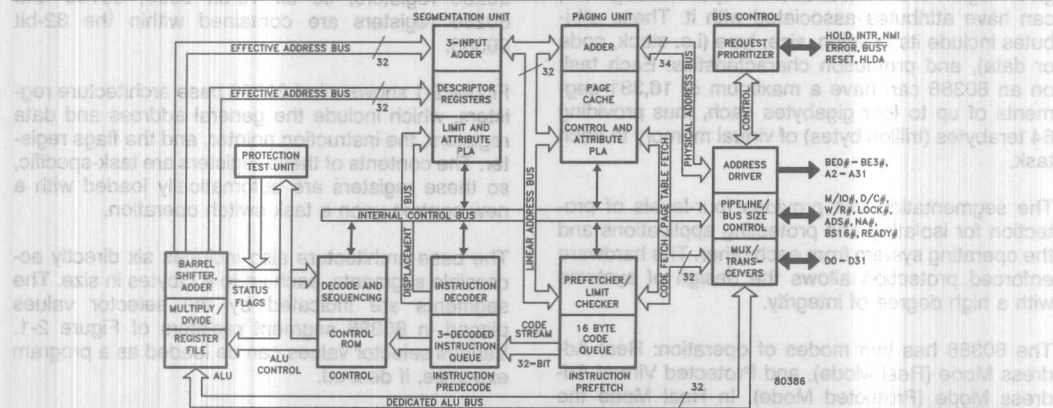 SEGMENTATION UNIT
PAGING UNIT
BUS CONTROL
EFFECTIVE ADDRESS BUS
32
EFFECTIVE ADDRESS BUS
32
3-INPUT
ADDER
DESCRIPTOR
REGISTERS
LIMIT AND
ATTRIBUTE
PLA
32
ADDER
PAGE
CACHE
CONTROL AND
ATTRIBUTE
PLA
34
PHYSICAL ADDRESS BUS
REQUEST
PRIORITIZER
HOLD, INTR, NMI
ERROR, BUSY
RESET, HLDA
CONTROL
ADDRESS
DRIVER
BE0# – BE3#,
A2 – A31
PIPELINE/
BUS SIZE
CONTROL
M/IO#, D/C#,
W/R#, LOCK#,
ADS#, NA#,
BS16#, READY#
MUX/
TRANS-
CEIVERS
D0 – D31
PROTECTION
TEST UNIT
INTERNAL CONTROL BUS
DISPLACEMENT BUS
LINEAR ADDRESS BUS
32
CODE FETCH / PAGE TABLE FETCH
32
BARREL
SHIFTER,
ADDER
MULTIPLY/
DIVIDE
REGISTER
FILE
ALU
STATUS
FLAGS
ALU
CONTROL
DECODE AND
SEQUENCING
CONTROL
ROM
CONTROL
INSTRUCTION
DECODER
3-DECODED
INSTRUCTION
QUEUE
INSTRUCTION
PREDECODE
CODE
STREAM
32-BIT
PREFETCHER/
LIMIT
CHECKER
16 BYTE
CODE
QUEUE
INSTRUCTION
PREFETCH
DEDICATED ALU BUS
32
80386